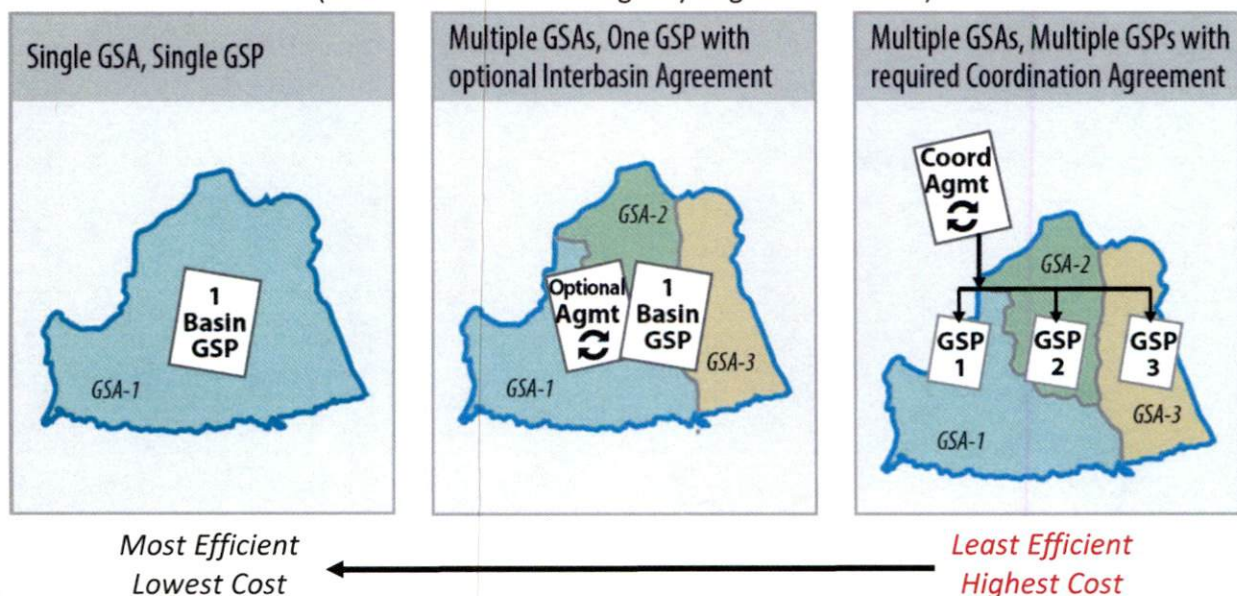 Single GSA, Single GSP
GSA-1
1
Basin
GSP
Multiple GSAs, One GSP with
optional Interbasin Agreement
GSA-2
Optional
Agmt
1
Basin
GSP
GSA-3
GSA-1
Multiple GSAs, Multiple GSPs with
required Coordination Agreement
Coord
Agmt
GSA-2
GSP
1
GSP
2
GSP
3
GSA-3
GSA-1
Most Efficient
Lowest Cost
Least Efficient
Highest Cost